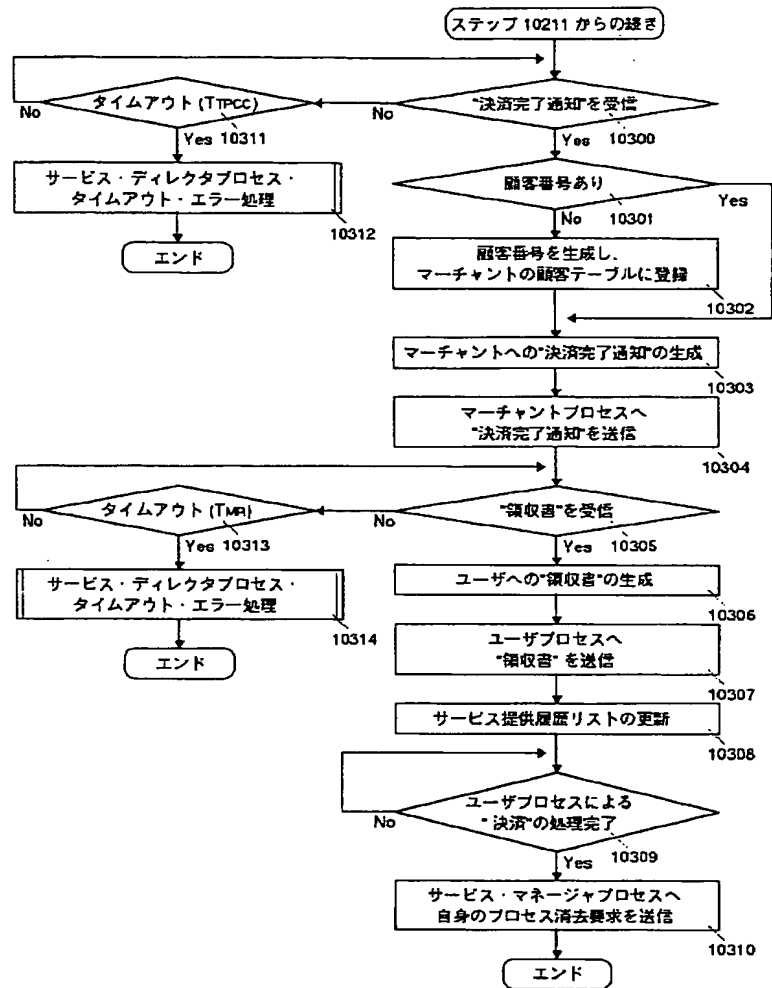 ステップ 10211 からの続き
タイムアウト (TTPCC)
No
10311
Yes
"決済完了通知"を受信
No
10300
Yes
サービス・ディレクタプロセス・
タイムアウト・エラー処理
10312
エンド
顧客番号あり
Yes
10301
No
顧客番号を生成し、
マーチャントの顧客テーブルに登録
10302
マーチャントへの"決済完了通知"の生成
10303
マーチャントプロセスへ
"決済完了通知"を送信
10304
タイムアウト (TMR)
No
10313
Yes
"領収書"を受信
No
10305
Yes
サービス・ディレクタプロセス・
タイムアウト・エラー処理
10314
エンド
ユーザへの"領収書"の生成
10306
ユーザプロセスへ
"領収書" を送信
10307
サービス提供履歴リストの更新
10308
ユーザプロセスによる
"決済"の処理完了
No
10309
Yes
サービス・マネージャプロセスへ
自身のプロセス消去要求を送信
10310
エンド